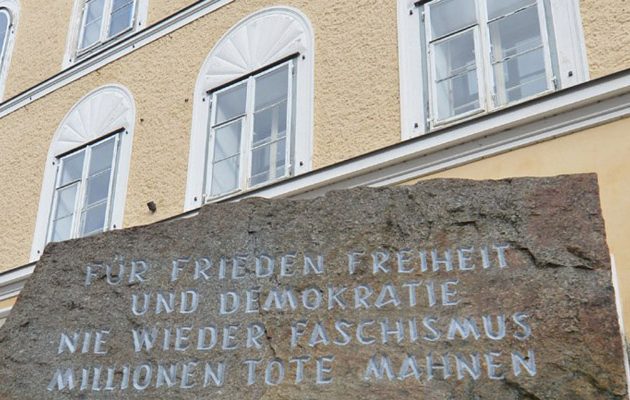 FÜR FRIEDEN FREIHEIT
UND DEMOKRATIE
NIE WIEDER FASCHISMUS
MILLIONEN TOTE MAHNEN